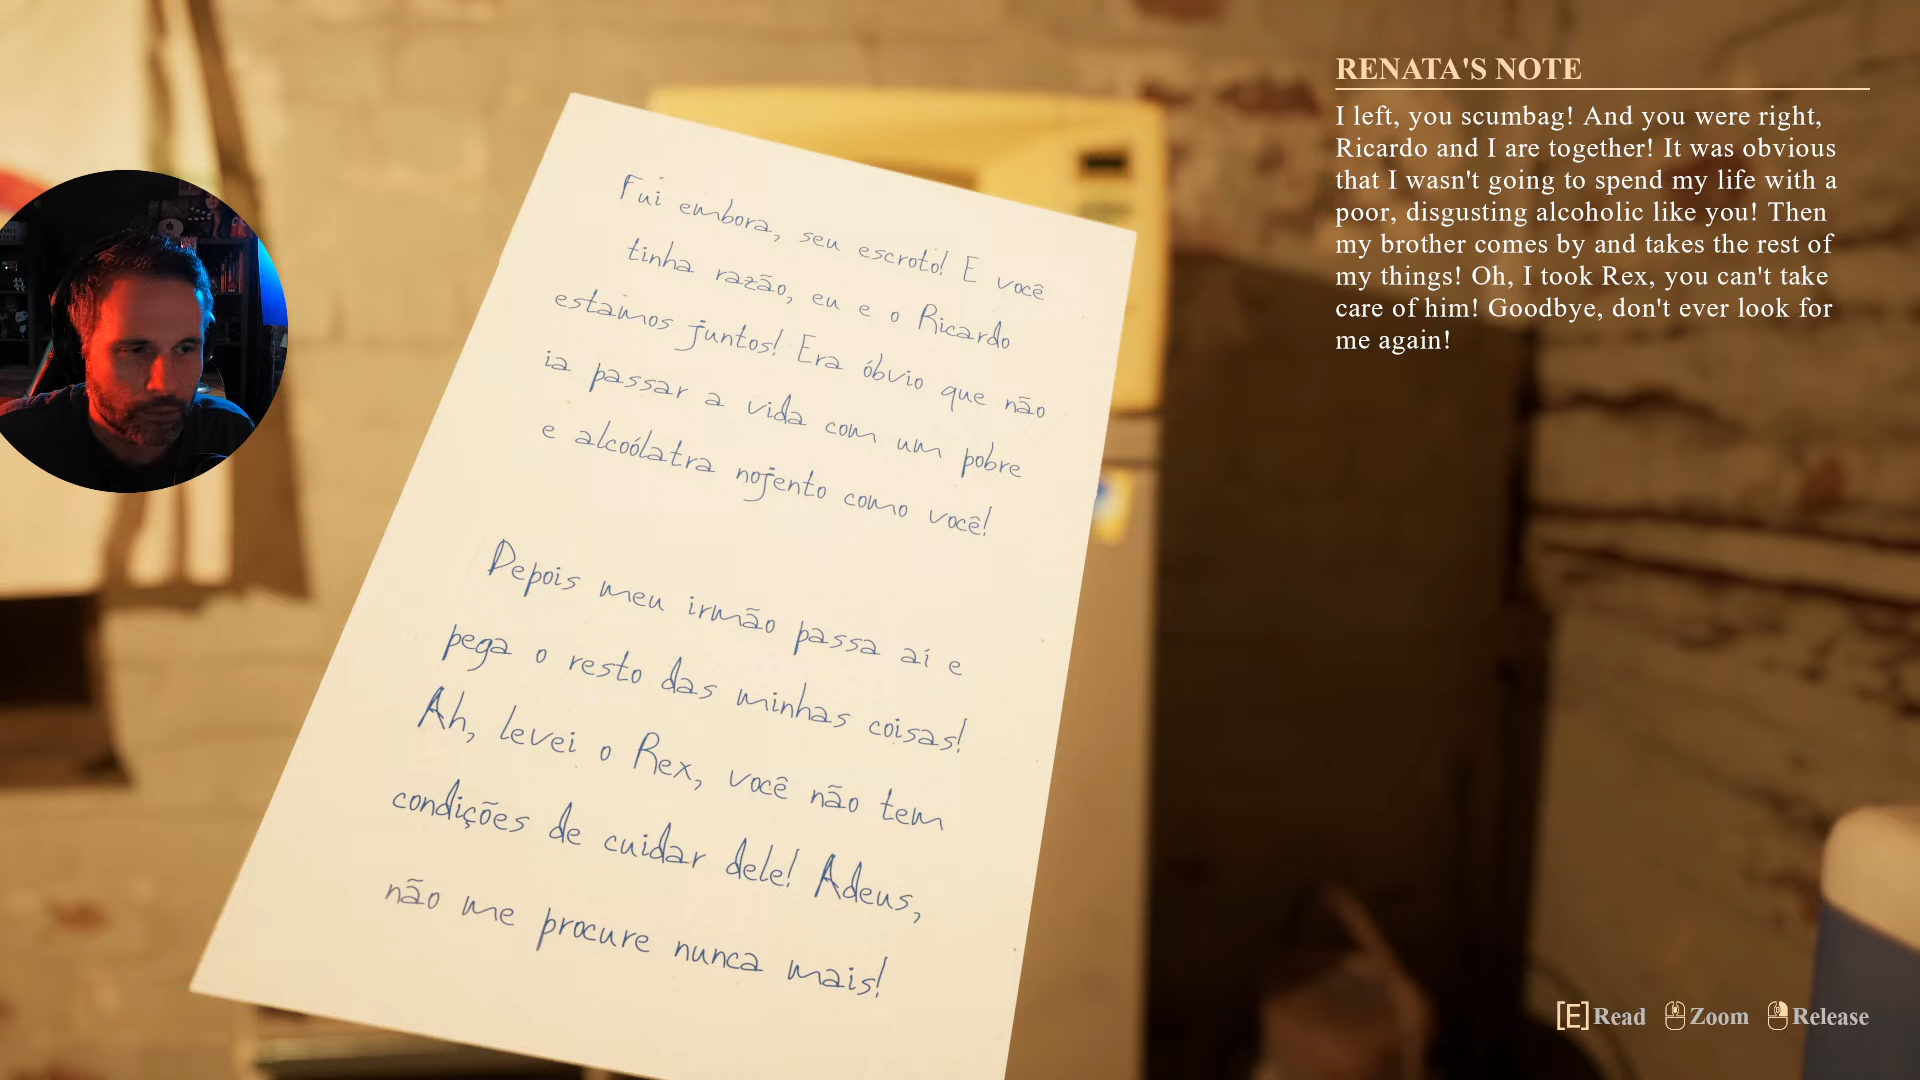 RENATA'S NOTE
I left, you scumbag! And you were right,
Ricardo and I are together! It was obvious
that I wasn't going to spend my life with a
poor, disgusting alcoholic like you! Then
my brother comes by and takes the rest of
my things! Oh, I took Rex, you can't take
care of him! Goodbye, don't ever look for
me again!
Fui embora, seu escroto! E você
tinha razão, eu e o Ricardo
estamos juntos! Era óbvio que não
ia passar a vida com um pobre
e alcoólatra nojento como você!
Depois meu irmão passa aí e
pega o resto das minhas coisas!
Ah, levei o Rex, você não tem
condições de cuidar dele! Adeus,
não me procure nunca mais!
[E] Read Zoom Release